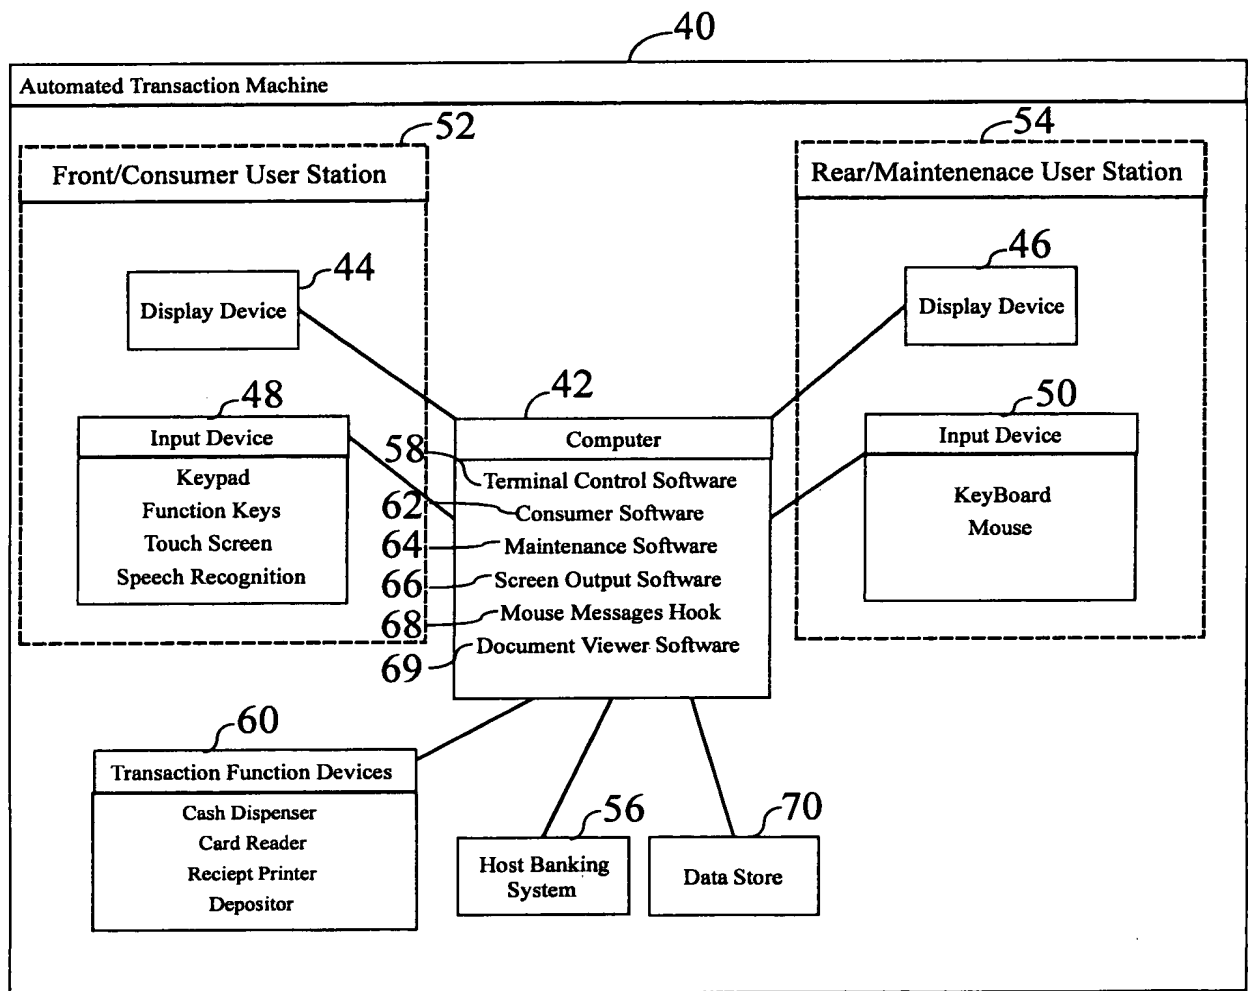 40
Automated Transaction Machine
52
Front/Consumer User Station
54
Rear/Maintenenace User Station
44
Display Device
46
Display Device
48
Input Device
Keypad
Function Keys
Touch Screen
Speech Recognition
42
Computer
58
Terminal Control Software
62
Consumer Software
64
Maintenance Software
66
Screen Output Software
68
Mouse Messages Hook
69
Document Viewer Software
50
Input Device
KeyBoard
Mouse
60
Transaction Function Devices
Cash Dispenser
Card Reader
Reciept Printer
Depositor
56
Host Banking
System
70
Data Store